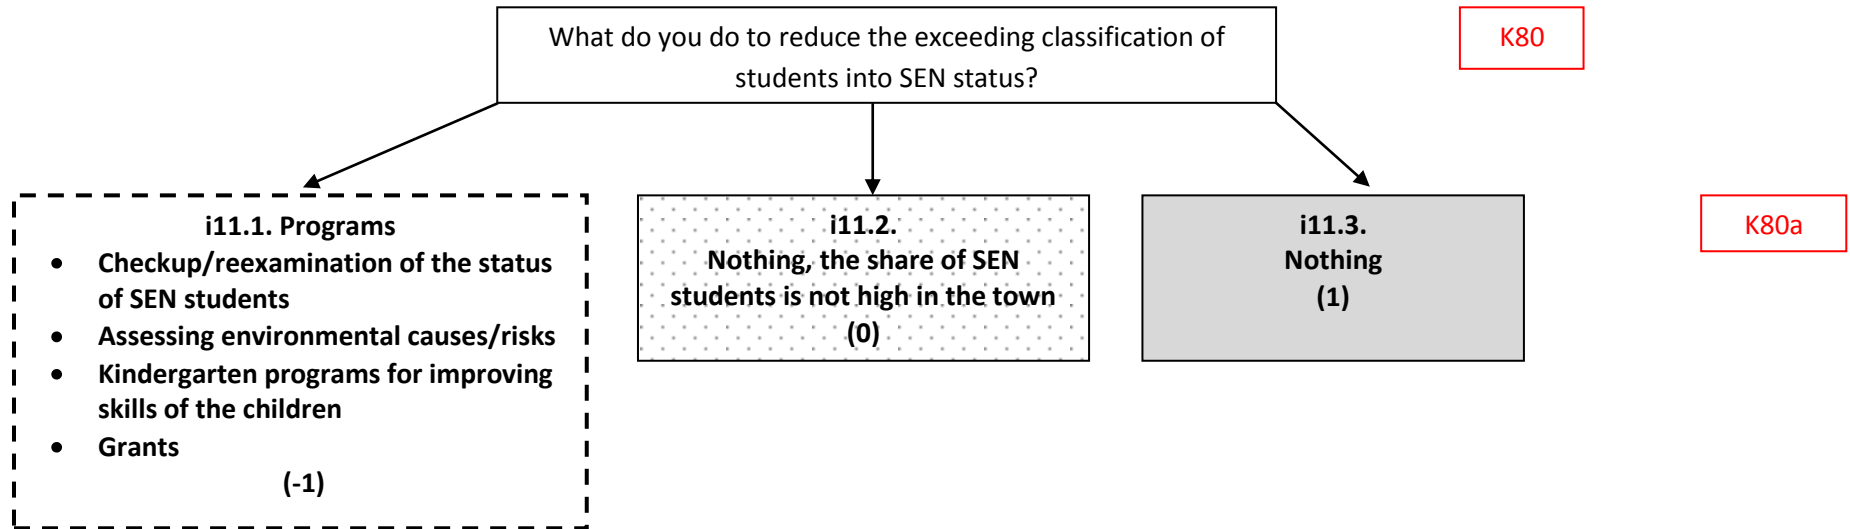 What do you do to reduce the exceeding classification of
students into SEN status?
K80
i11.1. Programs
• Checkup/reexamination of the status
of SEN students
• Assessing environmental causes/risks
• Kindergarten programs for improving
skills of the children
• Grants
(-1)
i11.2.
Nothing, the share of SEN
students is not high in the town
(0)
i11.3.
Nothing
(1)
K80a